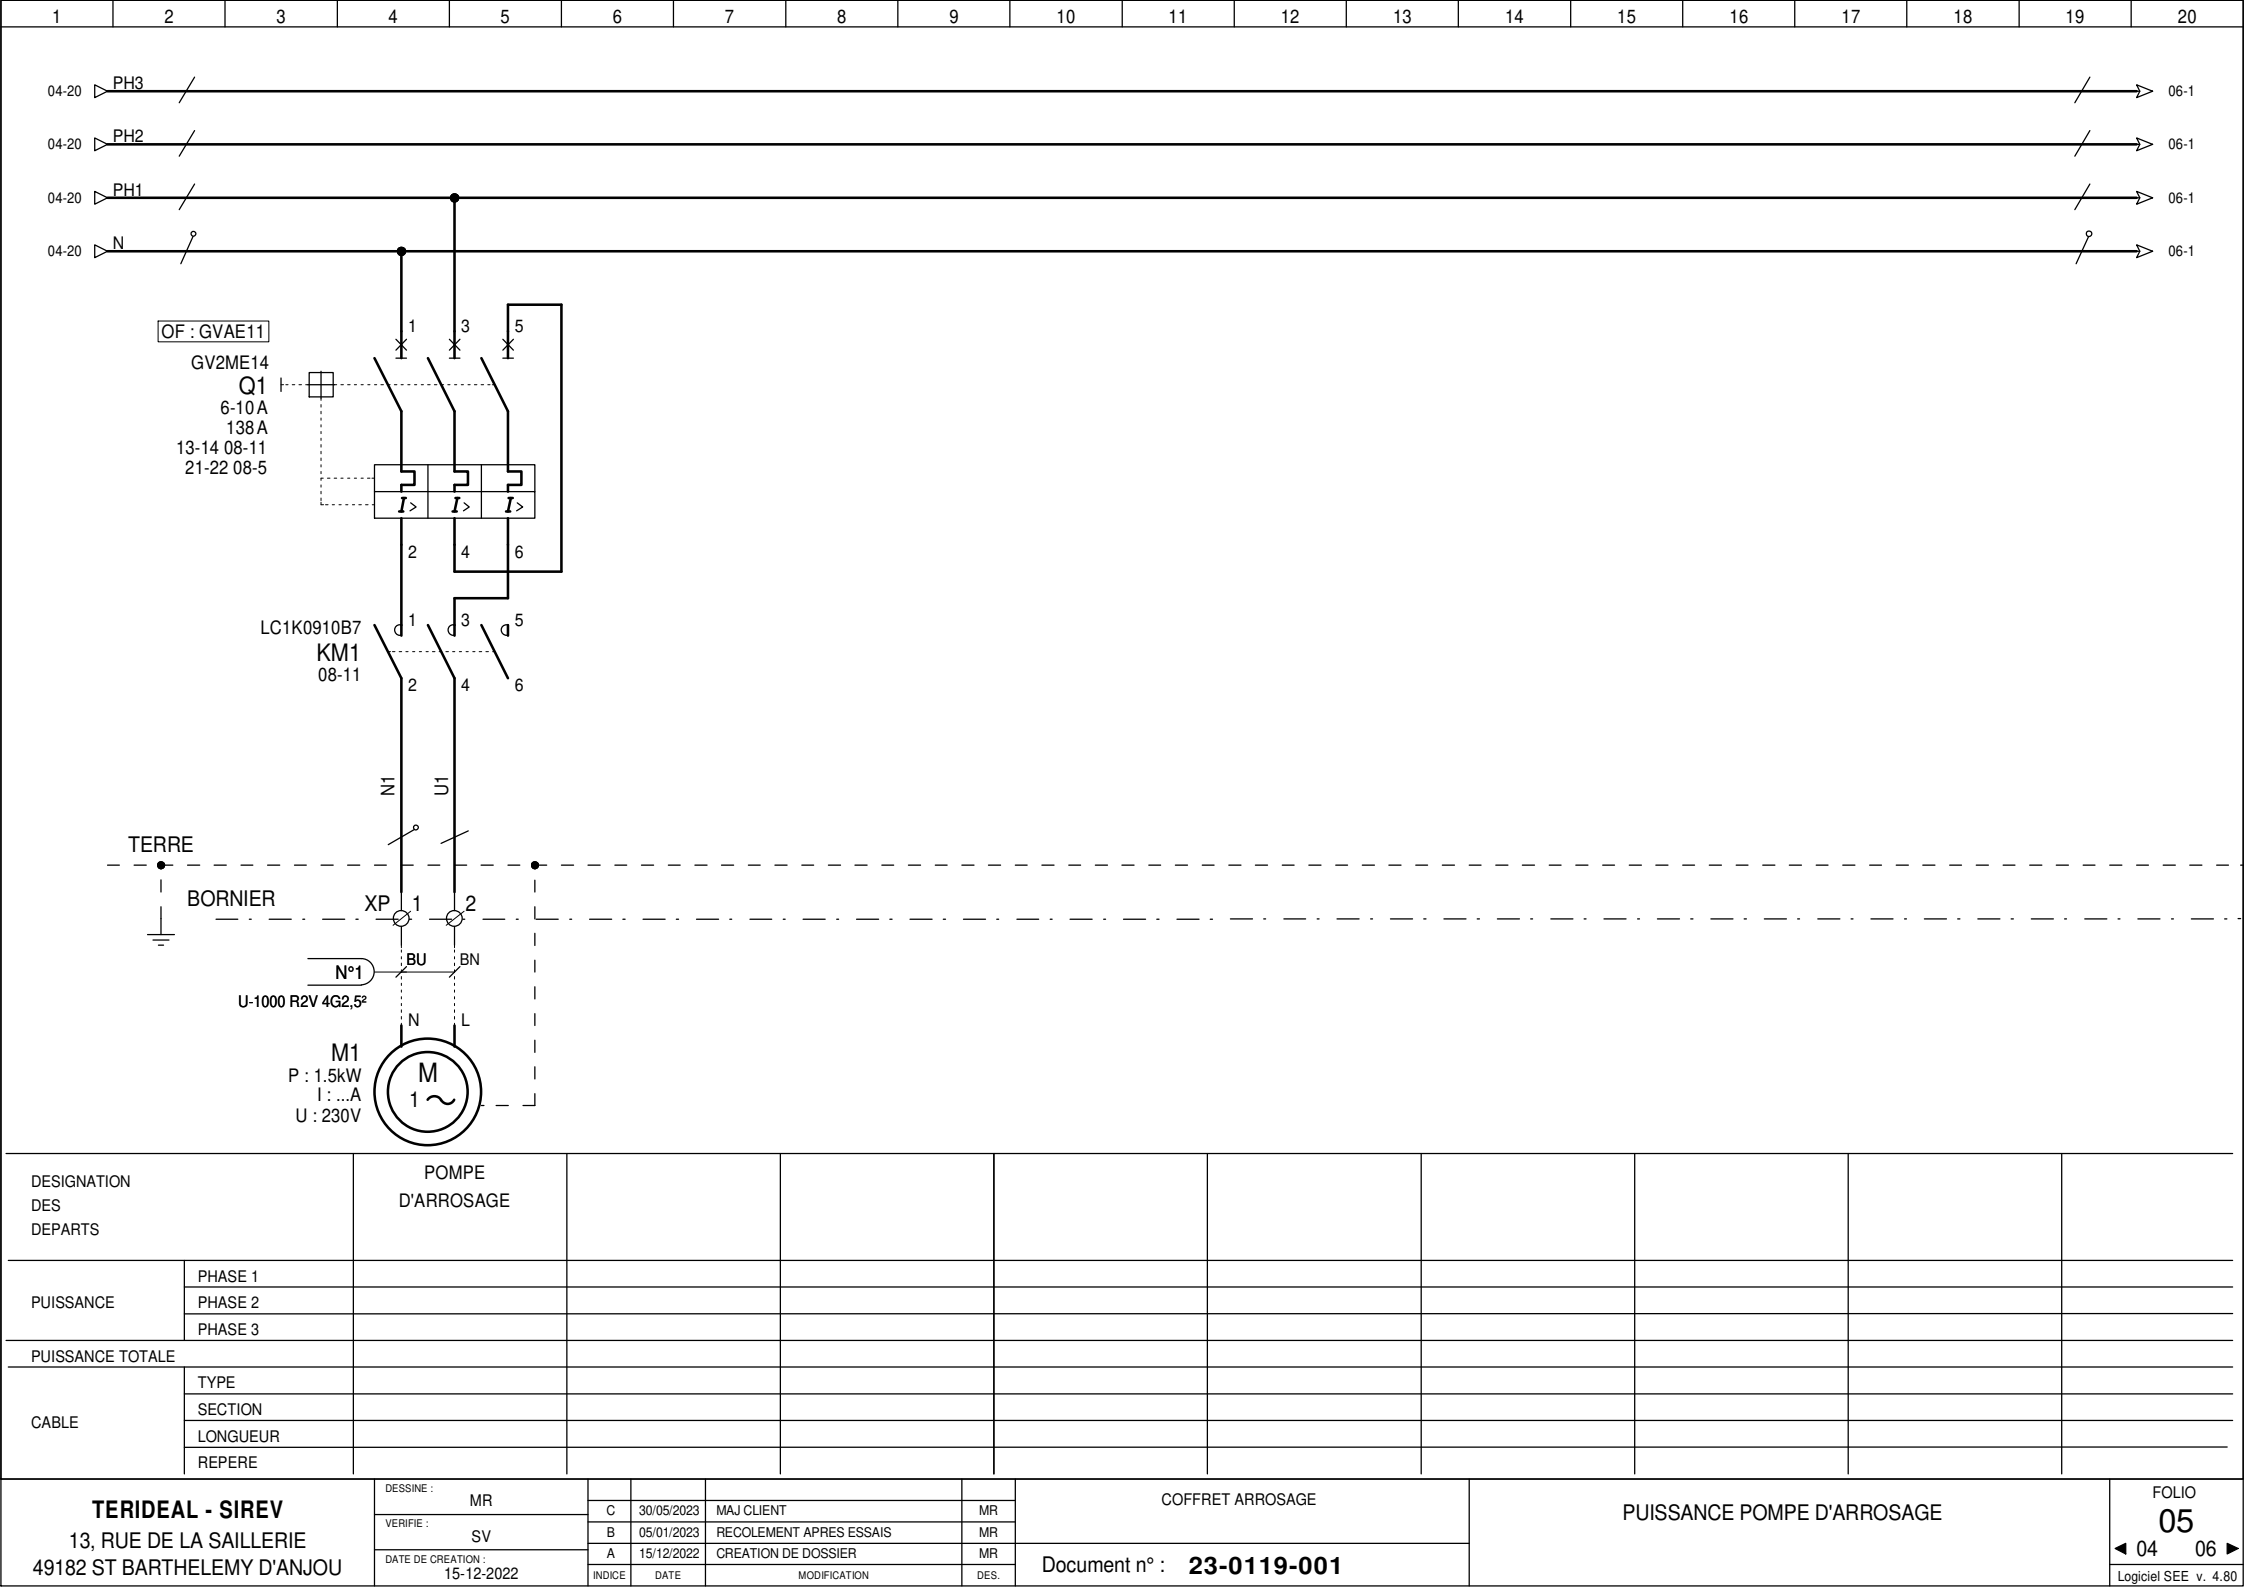 1 2 3 4 5 6 7 8 9 10 11 12 13 14 15 16 17 18 19 20
04-20 PH3 06-1
04-20 PH2 06-1
04-20 PH1 06-1
04-20 N 06-1
OF : GVAE11
1 3 5
GV2ME14
Q1
6-10 A
138 A
13-14 08-11
21-22 08-5
I> I> I>
2 4 6
LC1K0910B7
1 3 5
KM1
08-11
2 4 6
N1 U1
TERRE
BORNIER XP 1 2
N°1 BU BN
U-1000 R2V 4G2,5²
N L
M1
P : 1.5kW
I : ...A
U : 230V
M
1
DESIGNATION
DES
DEPARTS
POMPE
D'ARROSAGE
PUISSANCE
PHASE 1
PHASE 2
PHASE 3
PUISSANCE TOTALE
CABLE
TYPE
SECTION
LONGUEUR
REPERE
TERIDEAL - SIREV
13, RUE DE LA SAILLERIE
49182 ST BARTHELEMY D'ANJOU
DESSINE :
MR
VERIFIE :
SV
DATE DE CREATION :
15-12-2022
C 30/05/2023 MAJ CLIENT MR
B 05/01/2023 RECOLEMENT APRES ESSAIS MR
A 15/12/2022 CREATION DE DOSSIER MR
INDICE DATE MODIFICATION DES.
COFFRET ARROSAGE
Document n° : 23-0119-001
PUISSANCE POMPE D'ARROSAGE
FOLIO
05
◄ 04 06 ►
Logiciel SEE v. 4.80